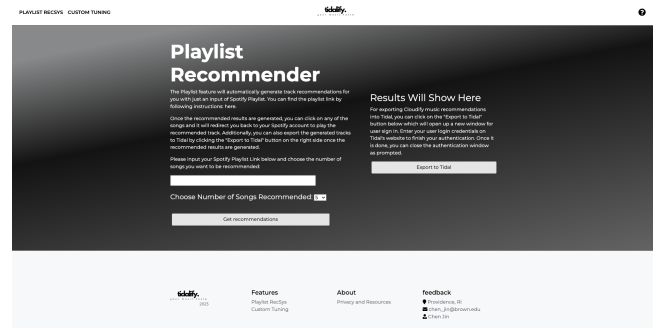 PLAYLIST RECSYS CUSTOM TUNING
tidalify.
your music taste
Playlist
Recommender
The Playlist feature will automatically generate track recommendations for
you with just an input of Spotify Playlist. You can find the playlist link by
following instructions: here.
Once the recommended results are generated, you can click on any of the
songs and it will redirect you back to your Spotify account to play the
recommended track. Additionally, you can also export the generated tracks
to Tidal by clicking the "Export to Tidal" button on the right side once the
recommended results are generated.
Please input your Spotify Playlist Link below and choose the number of
songs you want to be recommended:
Choose Number of Songs Recommended: 5
Get recommendations
Results Will Show Here
For exporting Cloudify music recommendations
into Tidal, you can click on the "Export to Tidal"
button below which will open up a new window for
user sign in. Enter your user login credentials on
Tidal's website to finish your authentication. Once it
is done, you can close the authentication window
as prompted.
Export to Tidal
tidalify.
your music taste
2023
Features
Playlist RecSys
Custom Tuning
About
Privacy and Resources
feedback
Providence, RI
chen_jin@brown.edu
Chen Jin